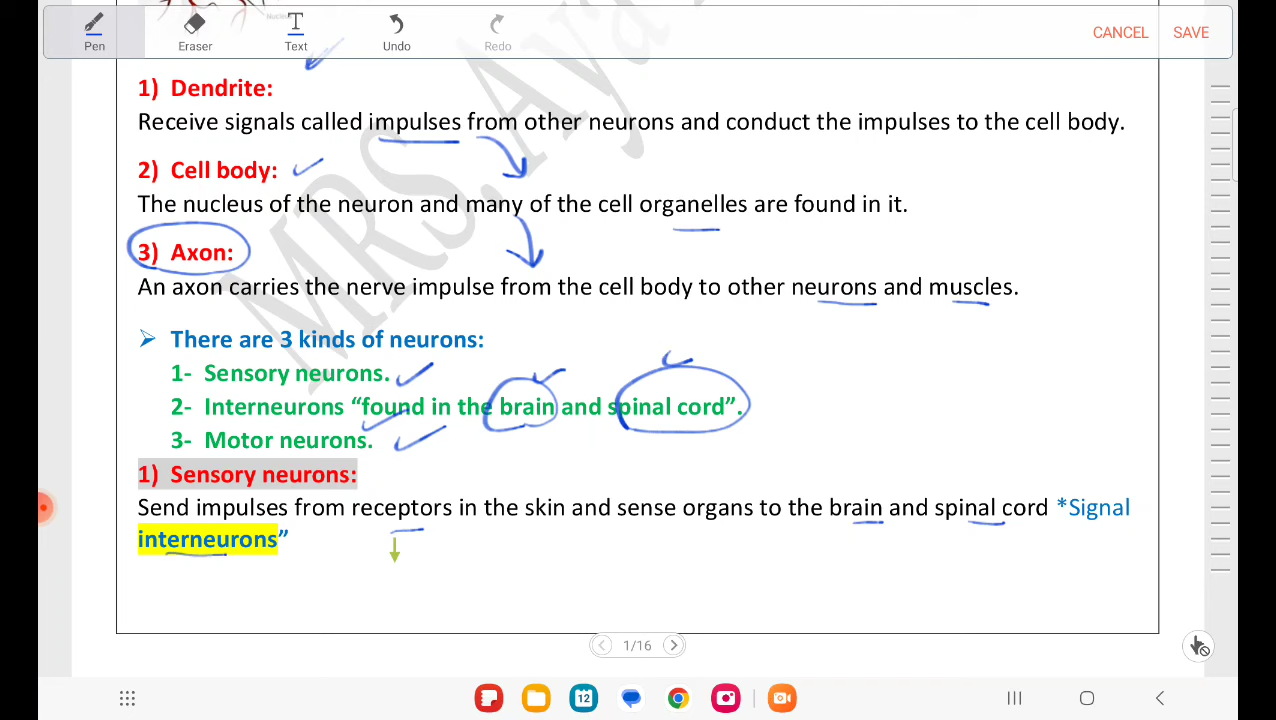 Nucleus
Pen
Eraser
Text
Undo
Redo
CANCEL
SAVE
1) Dendrite:
Receive signals called impulses from other neurons and conduct the impulses to the cell body.
2) Cell body:
The nucleus of the neuron and many of the cell organelles are found in it.
3) Axon:
An axon carries the nerve impulse from the cell body to other neurons and muscles.
➢ There are 3 kinds of neurons:
1- Sensory neurons.
2- Interneurons “found in the brain and spinal cord”.
3- Motor neurons.
1) Sensory neurons:
Send impulses from receptors in the skin and sense organs to the brain and spinal cord *Signal
interneurons”
MRS.Aya
1/16
12